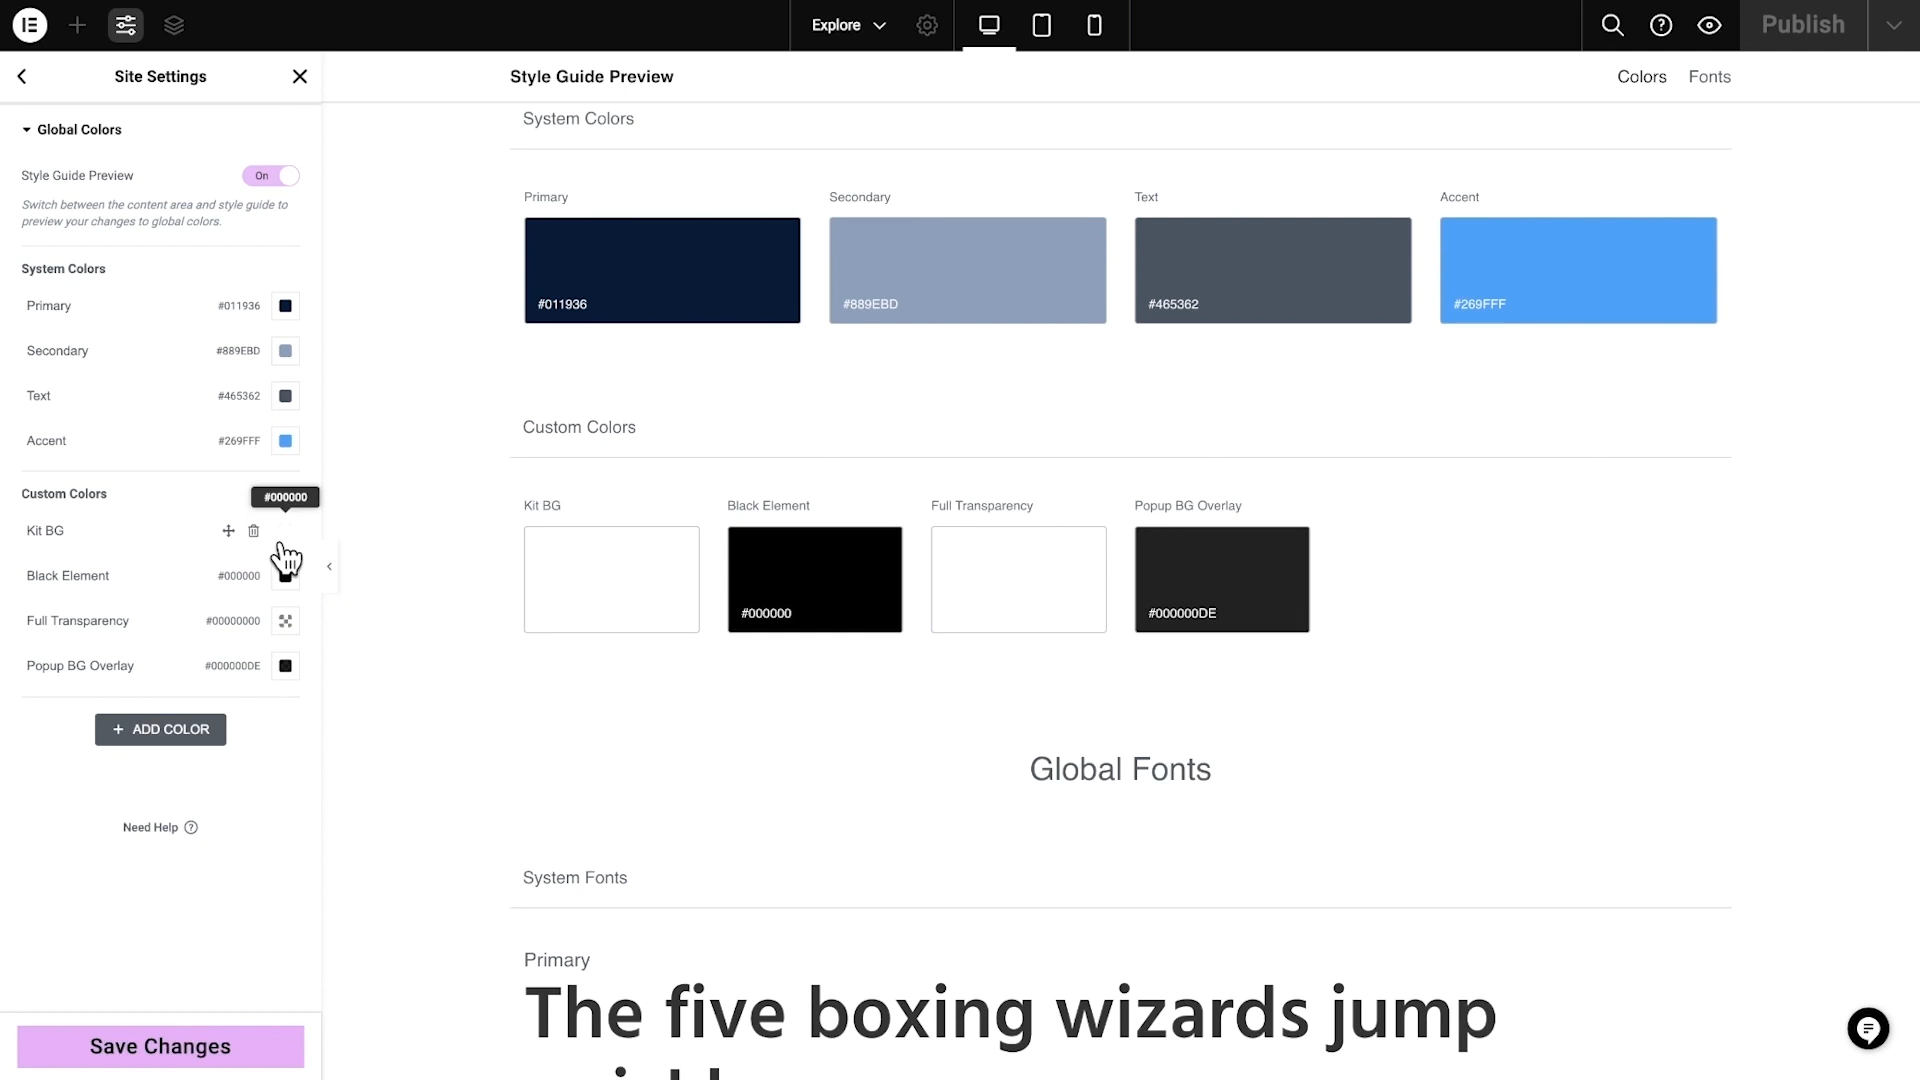 Explore
Publish
Site Settings
Style Guide Preview
Colors
Fonts
Global Colors
Style Guide Preview
On
Switch between the content area and style guide to
preview your changes to global colors.
System Colors
Primary #011936
Secondary #889EBD
Text #465362
Accent #269FFF
Custom Colors
#000000
Kit BG
Black Element #000000
Full Transparency #00000000
Popup BG Overlay #000000DE
+ ADD COLOR
Need Help ?
Save Changes
System Colors
Primary
Secondary
Text
Accent
#011936
#889EBD
#465362
#269FFF
Custom Colors
Kit BG
Black Element
Full Transparency
Popup BG Overlay
#000000
#000000DE
Global Fonts
System Fonts
Primary
The five boxing wizards jump